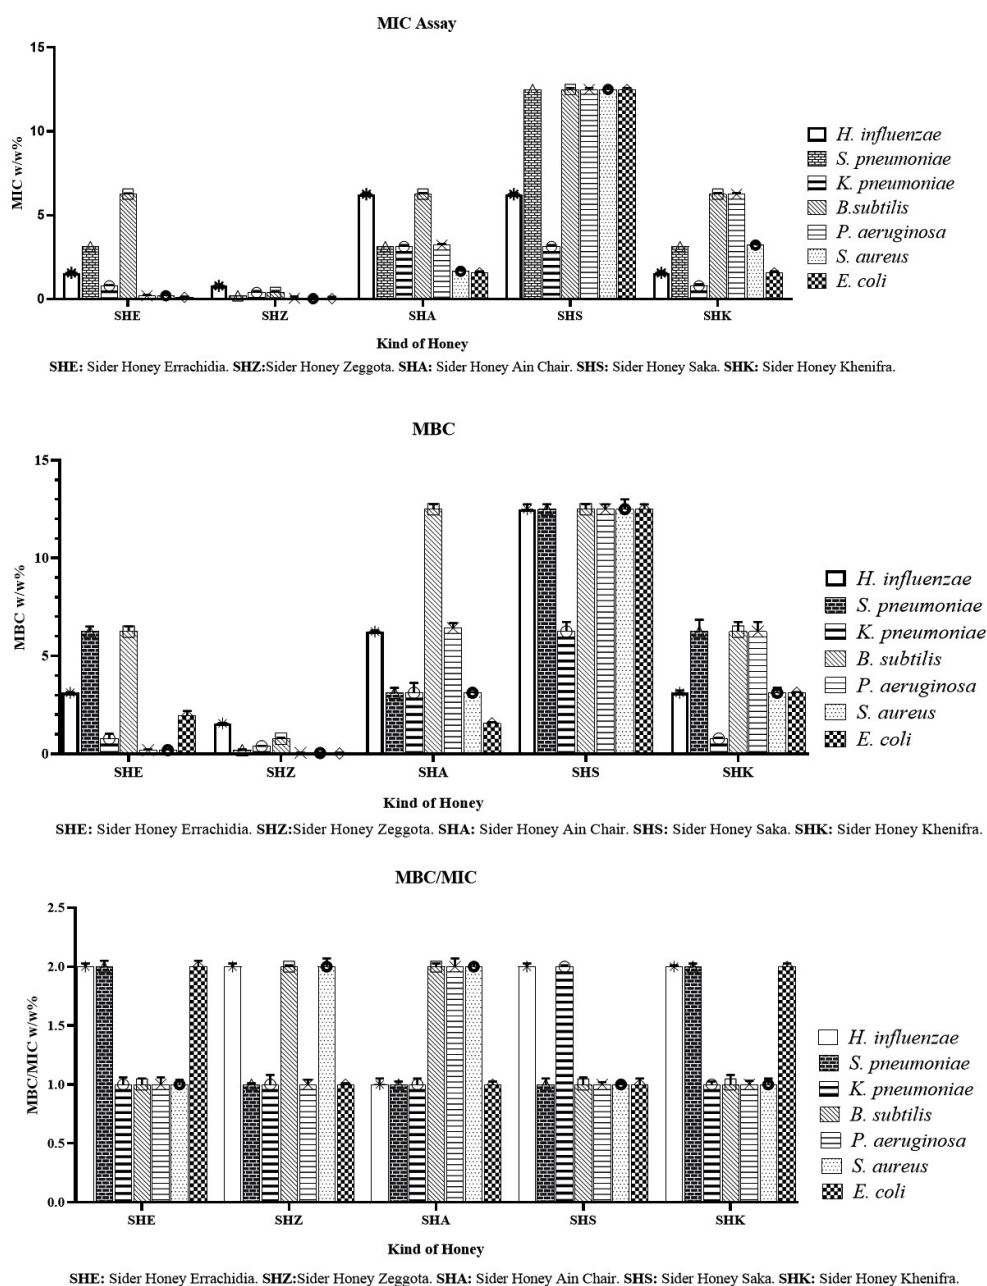 MIC Assay
15
10
5
0
MIC w/w%
SHE SHZ SHA SHS SHK
Kind of Honey
H. influenzae
S. pneumoniae
K. pneumoniae
B.subtilis
P. aeruginosa
S. aureus
E. coli
SHE: Sider Honey Errachidia. SHZ:Sider Honey Zeggota. SHA: Sider Honey Ain Chair. SHS: Sider Honey Saka. SHK: Sider Honey Khenifra.
MBC
15
10
5
0
MBC w/w%
SHE SHZ SHA SHS SHK
Kind of Honey
H. influenzae
S. pneumoniae
K. pneumoniae
B. subtilis
P. aeruginosa
S. aureus
E. coli
SHE: Sider Honey Errachidia. SHZ:Sider Honey Zeggota. SHA: Sider Honey Ain Chair. SHS: Sider Honey Saka. SHK: Sider Honey Khenifra.
MBC/MIC
2.5
2.0
1.5
1.0
0.5
0.0
MBC/MIC w/w%
SHE SHZ SHA SHS SHK
Kind of Honey
H. influenzae
S. pneumoniae
K. pneumoniae
B. subtilis
P. aeruginosa
S. aureus
E. coli
SHE: Sider Honey Errachidia. SHZ:Sider Honey Zeggota. SHA: Sider Honey Ain Chair. SHS: Sider Honey Saka. SHK: Sider Honey Khenifra.